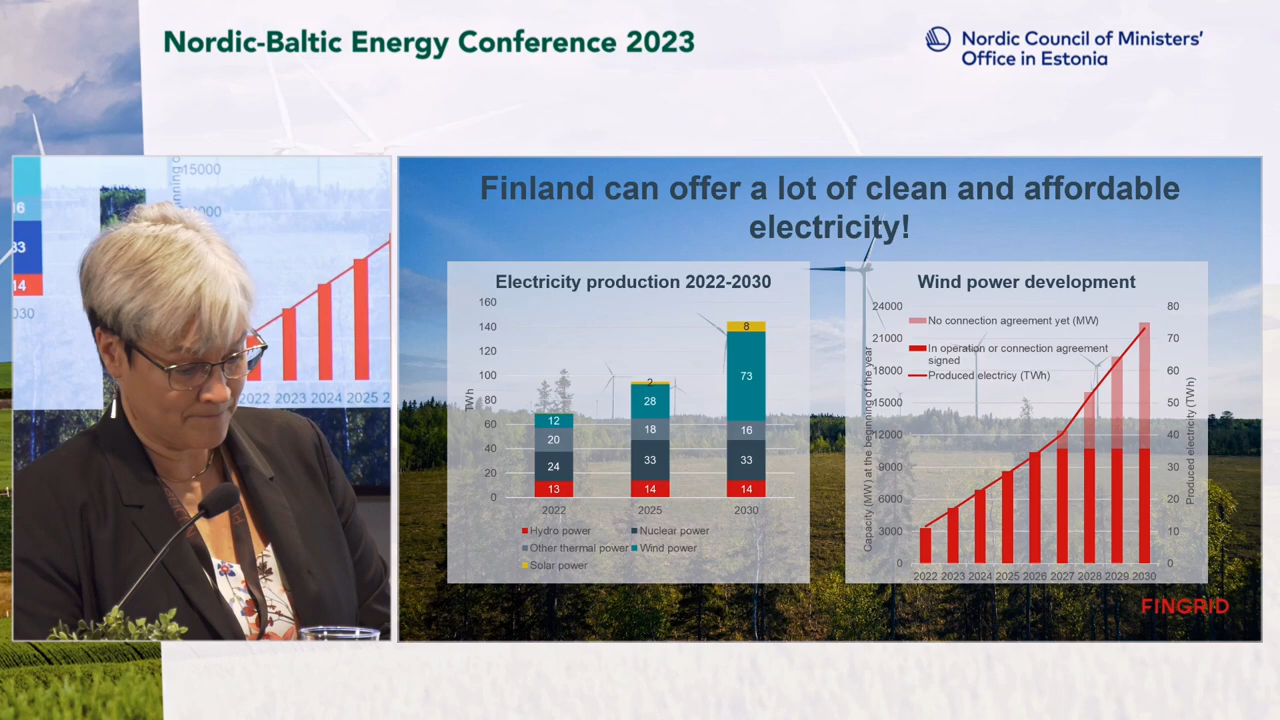 Nordic-Baltic Energy Conference 2023
Nordic Council of Ministers'
Office in Estonia
15000
16
33
14
2022 2023 2024 2025 2
Finland can offer a lot of clean and affordable
electricity!
Electricity production 2022-2030
TWh
160
140
120
100
80
60
40
20
0
12
20
24
13
2
28
18
33
14
8
73
16
33
14
2022
2025
2030
Hydro power
Nuclear power
Other thermal power
Wind power
Solar power
Wind power development
Capacity (MW) at the beginning of the year
24000
21000
18000
15000
12000
9000
6000
3000
0
No connection agreement yet (MW)
In operation or connection agreement
signed
Produced electricy (TWh)
80
70
60
50
40
30
20
10
0
Produced electricity (TWh)
2022 2023 2024 2025 2026 2027 2028 2029 2030
FINGRID